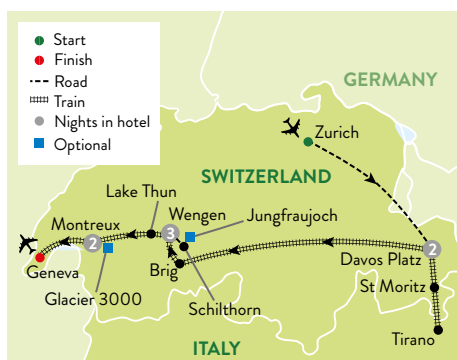 Start
Finish
Road
Train
Nights in hotel
Optional
GERMANY
Zurich
SWITZERLAND
Lake Thun
Wengen
Jungfraujoch
Montreux
3
2
2
Geneva
Brig
Davos Platz
Glacier 3000
Schilthorn
St Moritz
Tirano
ITALY